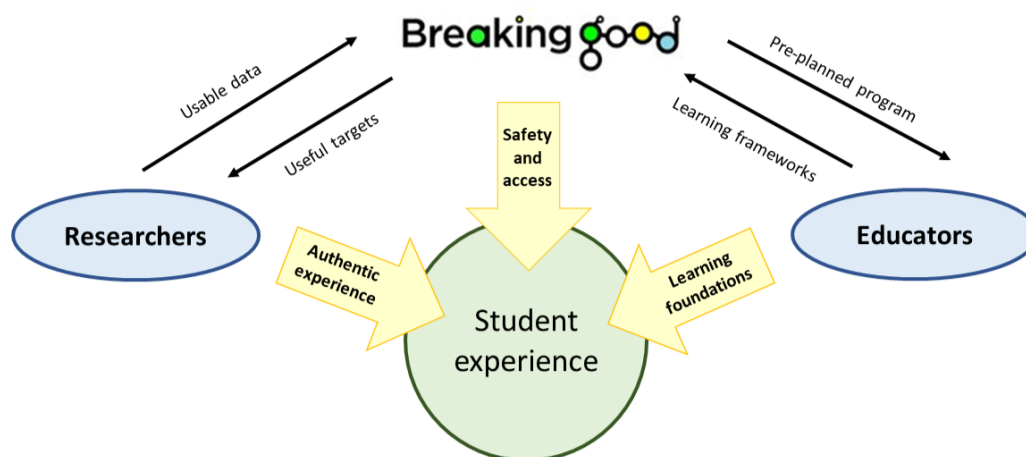 Breaking good
Usable data
Useful targets
Pre-planned program
Learning frameworks
Safety
and
access
Researchers
Educators
Authentic
experience
Learning
foundations
Student
experience